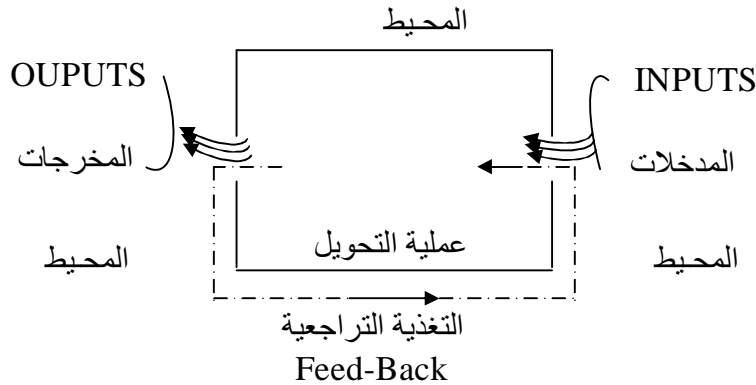 المحيط
INPUTS
OUPUTS
المدخلات
المخرجات
المحيط
عملية التحويل
المحيط
التغذية التراجعية
Feed-Back